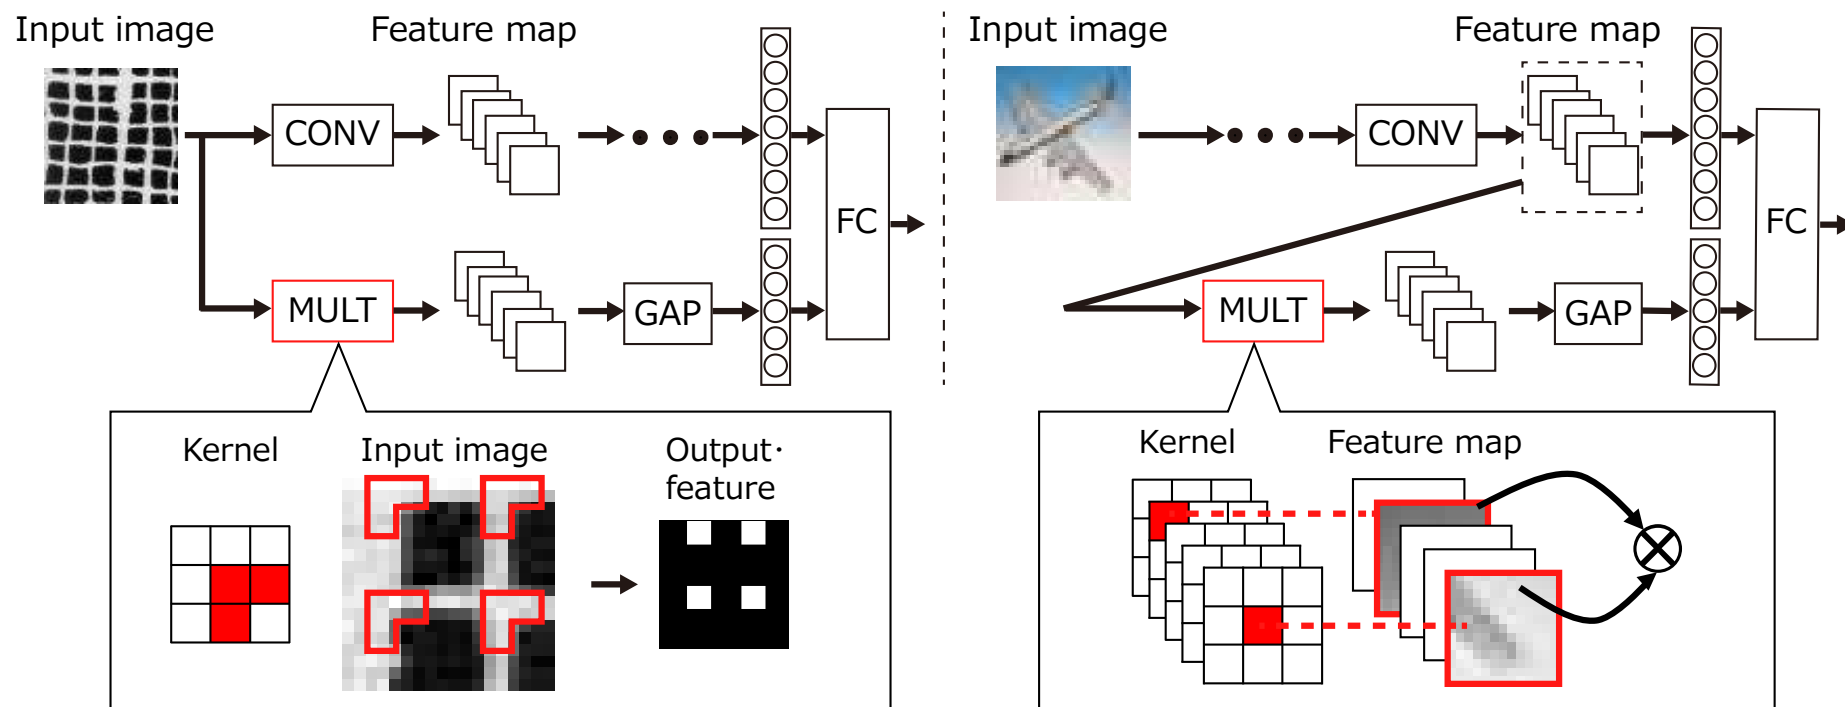 Input image
Feature map
CONV
MULT
GAP
FC
Kernel
Input image
Output·
feature
Input image
Feature map
CONV
MULT
GAP
FC
Kernel
Feature map